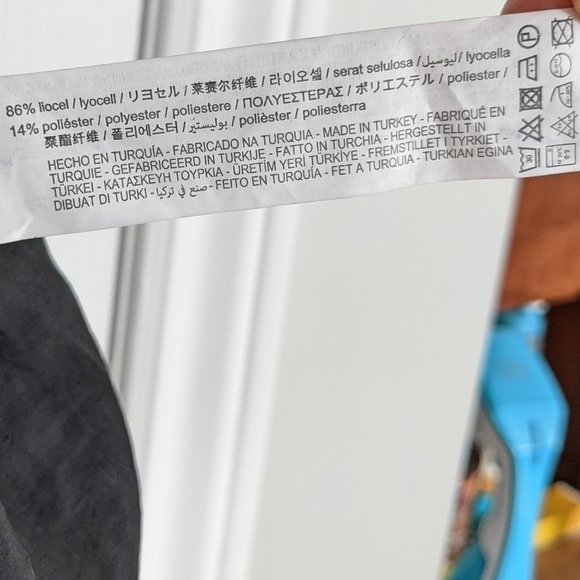 86% liocel / lyocell / リヨセル / 莱赛尔纤维 / 라이오셀 / serat selulosa / ليوسيل / lyocella
14% poliéster / polyester / poliestere / ΠΟΛΥΕΣΤΕΡΑΣ / ポリエステル / poliester /
聚酯纤维 / 폴리에스터 / بوليستير / polièster / poliesterra
HECHO EN TURQUÍA - FABRICADO NA TURQUIA - MADE IN TURKEY - FABRIQUÉ EN
TURQUIE - GEFABRICEERD IN TURKIJE - FATTO IN TURCHIA - HERGESTELLT IN
TÜRKEI - ΚΑΤΑΣΚΕΥΗ ΤΟΥΡΚΙΑ - ÜRETİM YERİ TÜRKİYE - FREMSTILLET I TYRKIET -
DIBUAT DI TURKI - صنع في تركيا - FEITO EN TURQUÍA - FET A TURQUIA - TURKIAN EGINA